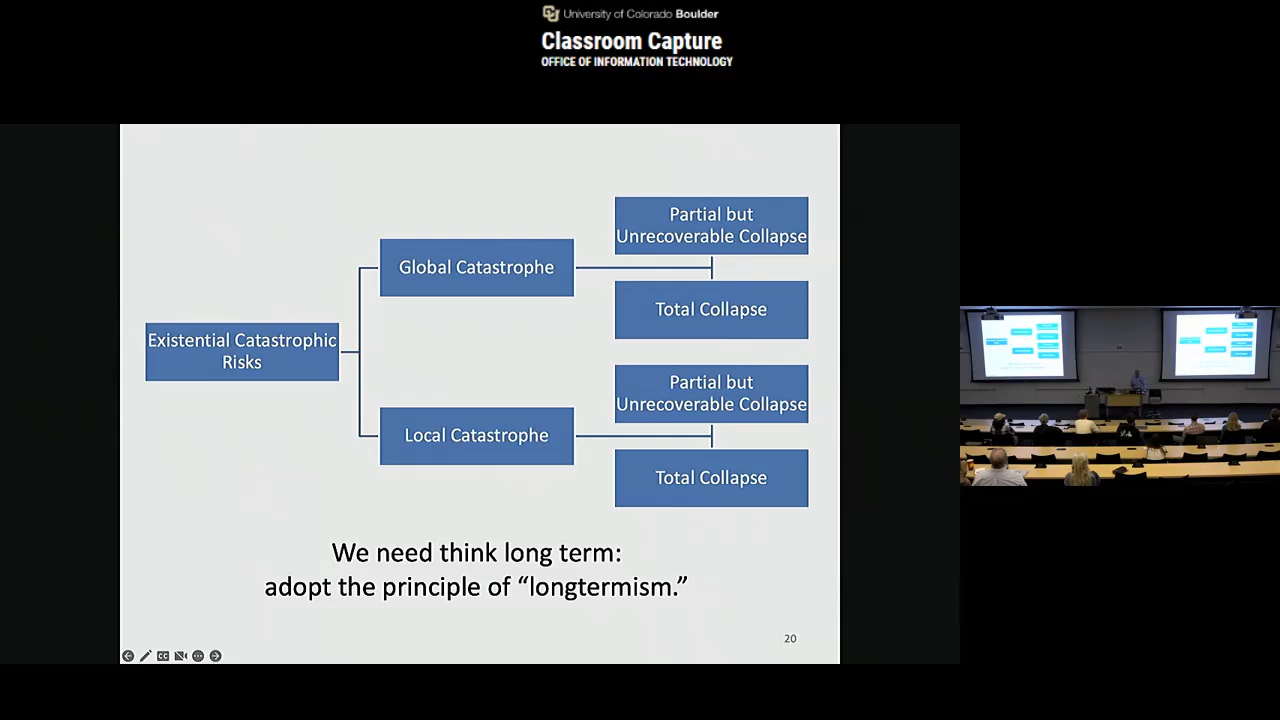 University of Colorado Boulder
Classroom Capture
OFFICE OF INFORMATION TECHNOLOGY
Partial but
Unrecoverable Collapse
Global Catastrophe
Total Collapse
Existential Catastrophic
Risks
Partial but
Unrecoverable Collapse
Local Catastrophe
Total Collapse
We need think long term:
adopt the principle of “longtermism.”
20
CC